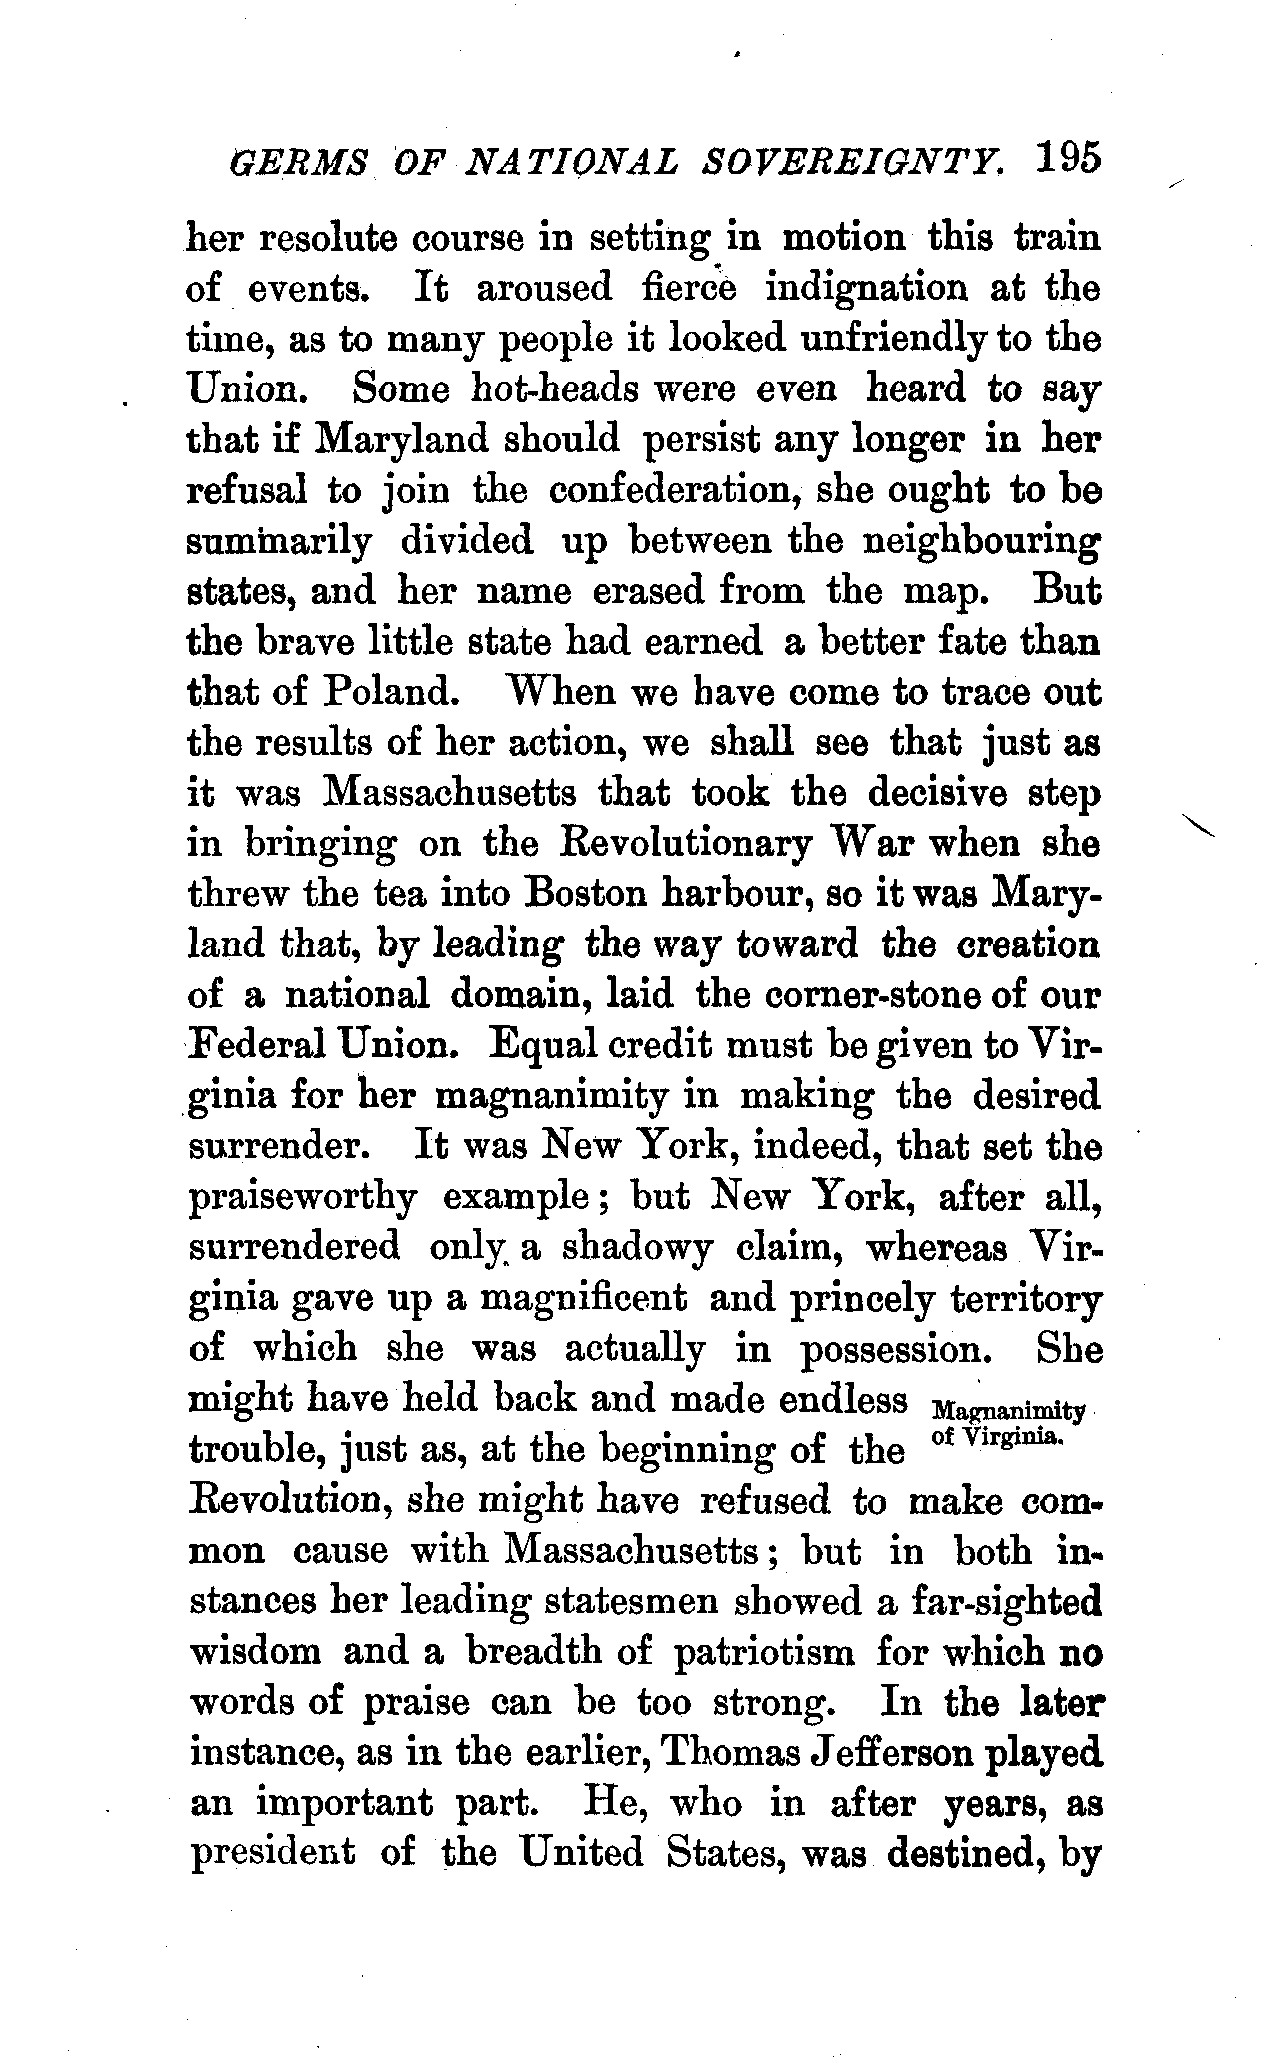 GERMS OF NATIONAL SOVEREIGNTY. 195
her resolute course in setting in motion this train
of events. It aroused fierce indignation at the
time, as to many people it looked unfriendly to the
Union. Some hot-heads were even heard to say
that if Maryland should persist any longer in her
refusal to join the confederation, she ought to be
summarily divided up between the neighbouring
states, and her name erased from the map. But
the brave little state had earned a better fate than
that of Poland. When we have come to trace out
the results of her action, we shall see that just as
it was Massachusetts that took the decisive step
in bringing on the Revolutionary War when she
threw the tea into Boston harbour, so it was Mary-
land that, by leading the way toward the creation
of a national domain, laid the corner-stone of our
Federal Union. Equal credit must be given to Vir-
ginia for her magnanimity in making the desired
surrender. It was New York, indeed, that set the
praiseworthy example; but New York, after all,
surrendered only a shadowy claim, whereas Vir-
ginia gave up a magnificent and princely territory
of which she was actually in possession. She
might have held back and made endless
trouble, just as, at the beginning of the
Magnanimity
of Virginia.
Revolution, she might have refused to make com-
mon cause with Massachusetts; but in both in-
stances her leading statesmen showed a far-sighted
wisdom and a breadth of patriotism for which no
words of praise can be too strong. In the later
instance, as in the earlier, Thomas Jefferson played
an important part. He, who in after years, as
president of the United States, was destined, by